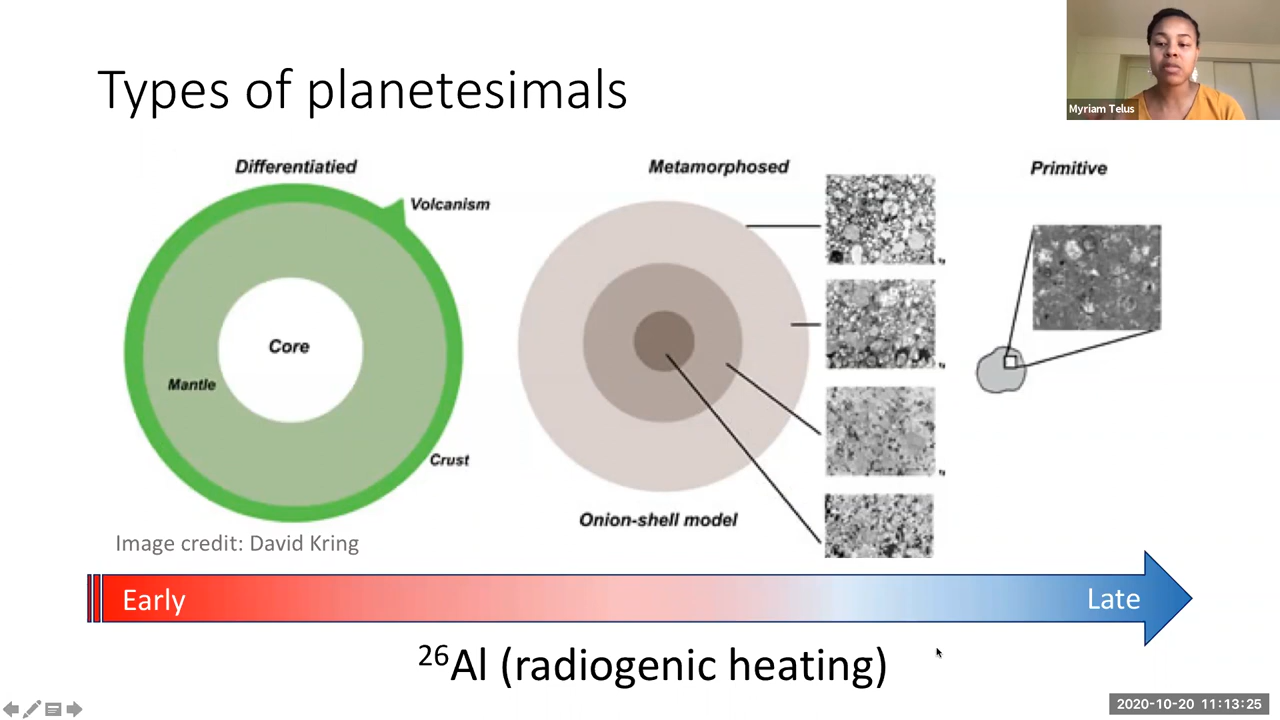 Types of planetesimals
Myriam Telus
Differentiatied
Metamorphosed
Primitive
Volcanism
Core
Mantle
Crust
Onion-shell model
Image credit: David Kring
Early
Late
²⁶Al (radiogenic heating)
2020-10-20 11:13:25